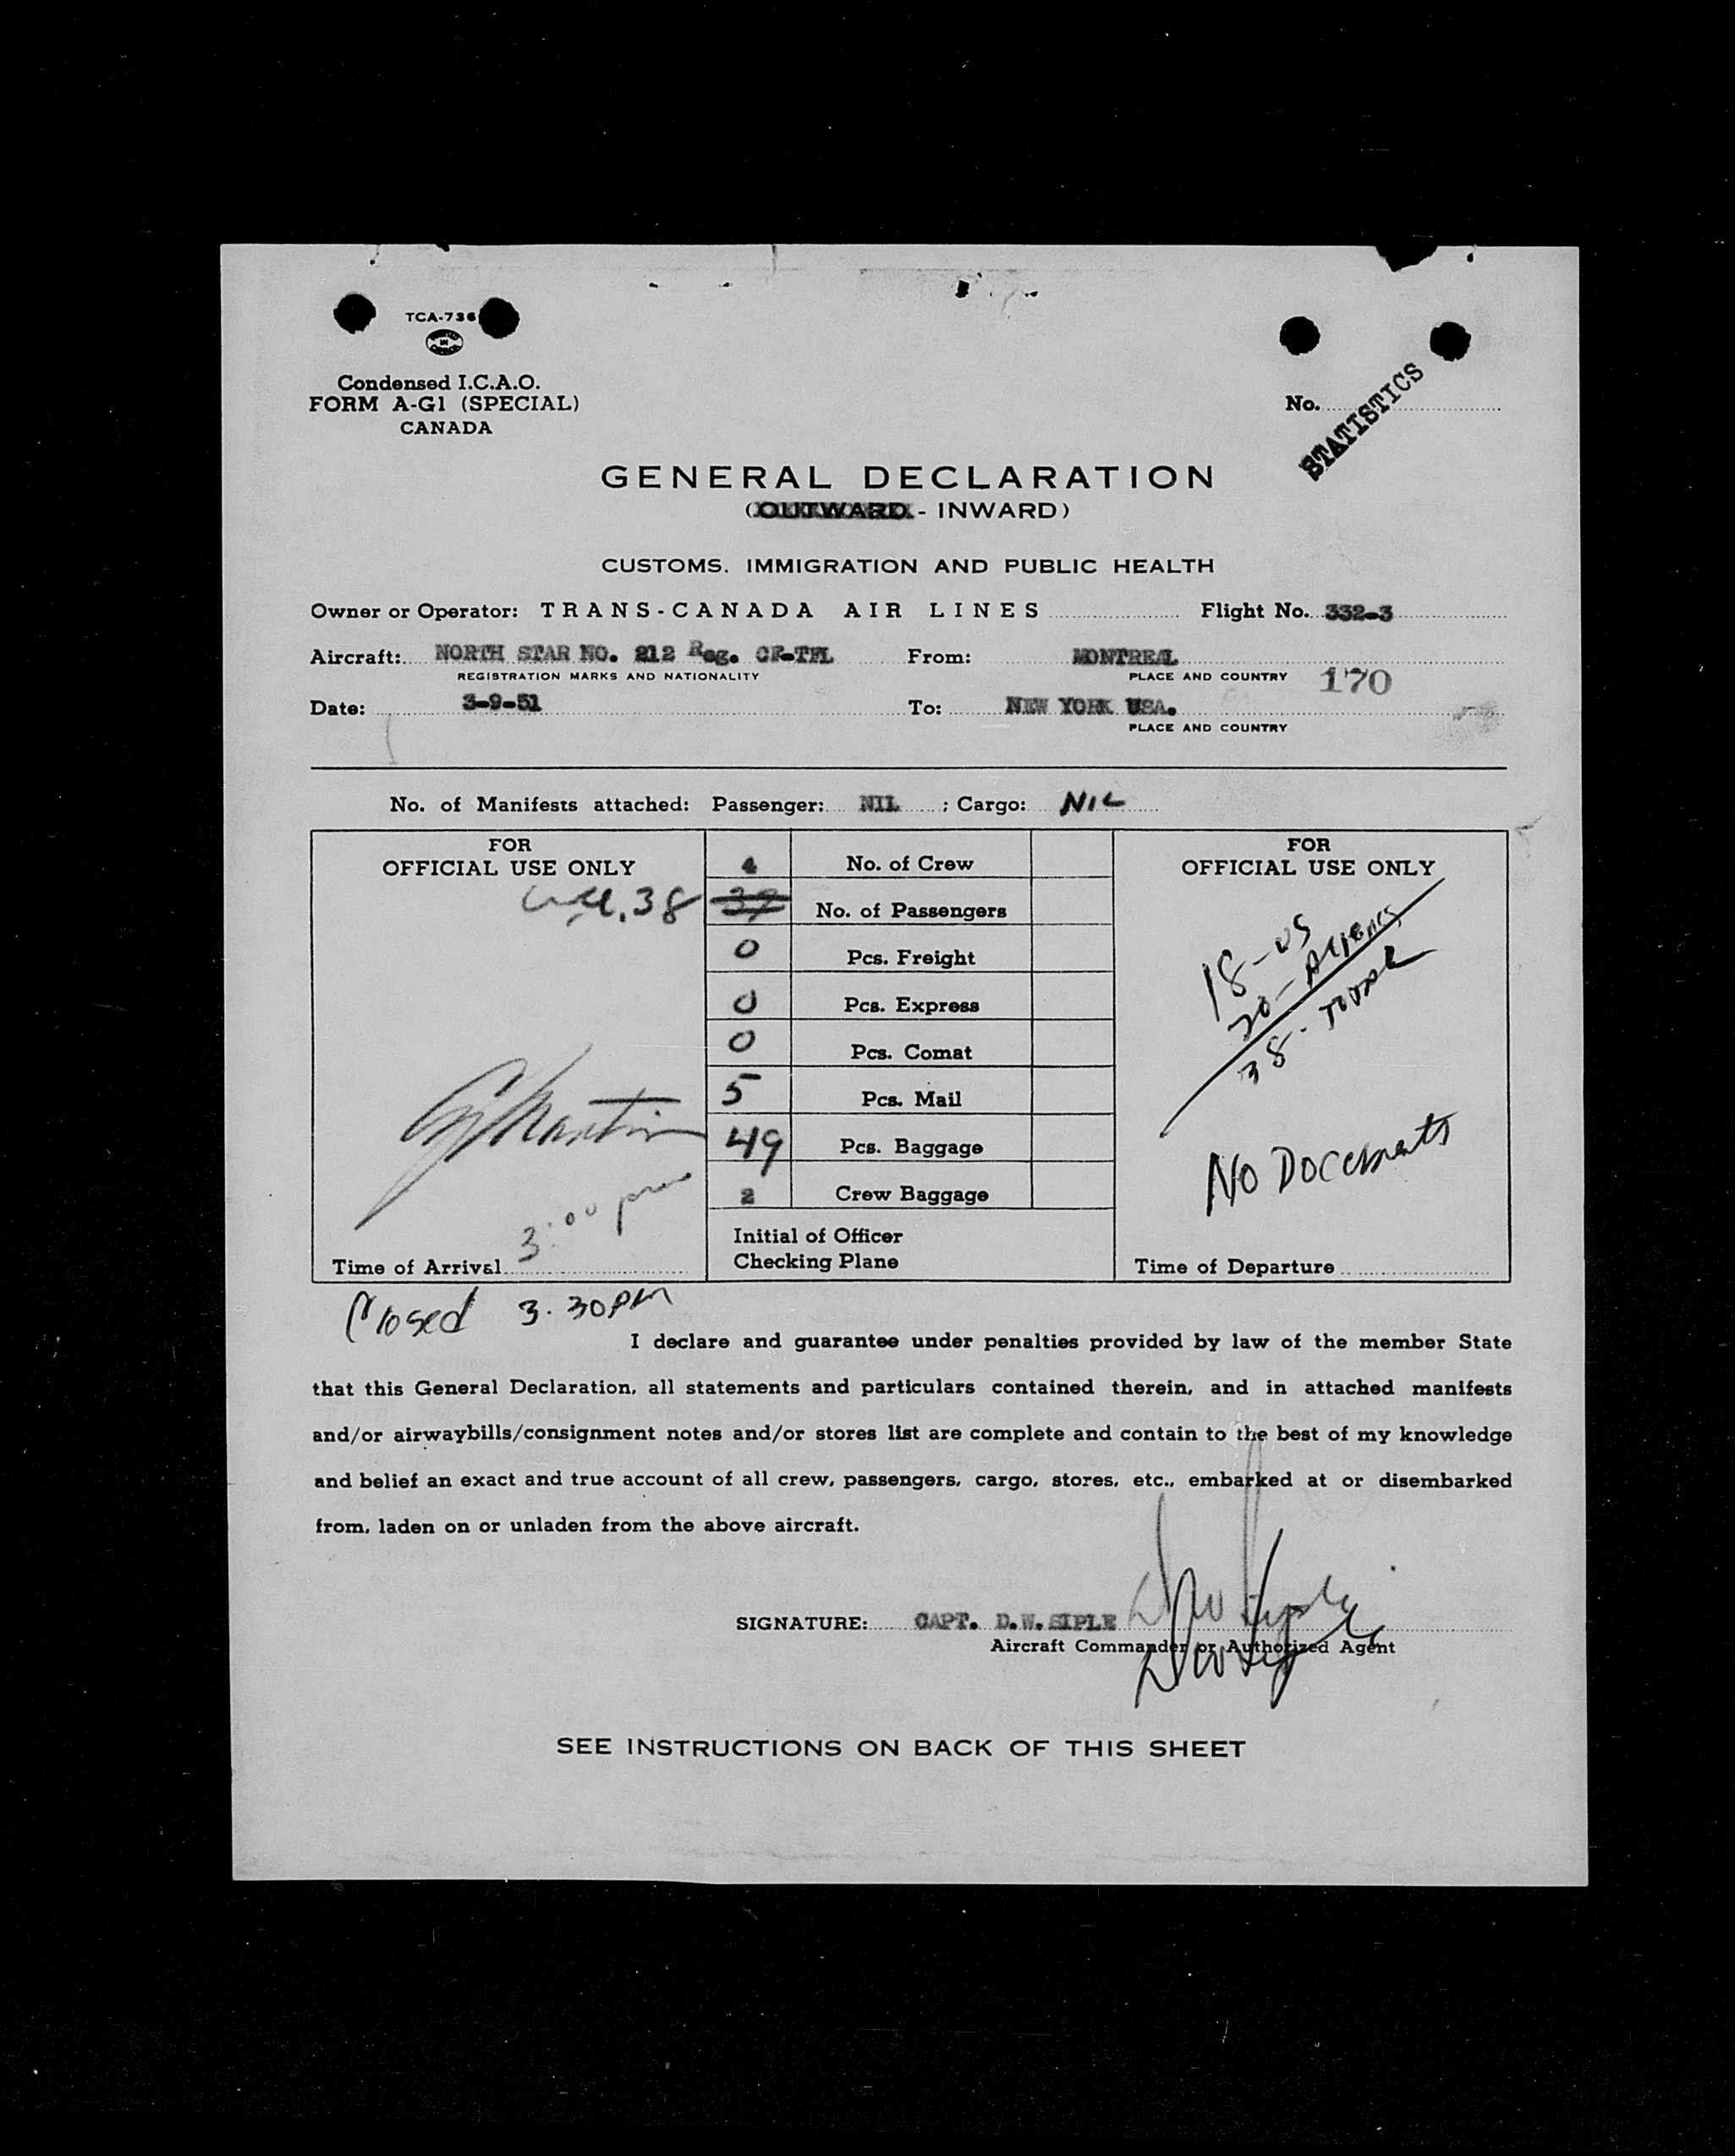 TCA-736
Condensed I.C.A.O.
FORM A-G1 (SPECIAL)
CANADA
No.
STATISTICS
GENERAL DECLARATION
(OUTWARD - INWARD)
CUSTOMS, IMMIGRATION AND PUBLIC HEALTH
Owner or Operator: TRANS-CANADA AIR LINES Flight No. 332-3
Aircraft: NORTH STAR NO. 212 Reg. CF-TFL From: MONTREAL
REGISTRATION MARKS AND NATIONALITY PLACE AND COUNTRY 170
Date: 3-9-51 To: NEW YORK USA.
PLACE AND COUNTRY
No. of Manifests attached: Passenger: NIL ; Cargo: NIL
FOR
OFFICIAL USE ONLY
38
G Martin
3:00 pm
Time of Arrival
4 No. of Crew
37 No. of Passengers
0 Pcs. Freight
0 Pcs. Express
0 Pcs. Comat
5 Pcs. Mail
49 Pcs. Baggage
2 Crew Baggage
Initial of Officer
Checking Plane
FOR
OFFICIAL USE ONLY
18 - US
20 - Aliens
38 - Total
No Documents
Time of Departure
Closed 3.30PM
I declare and guarantee under penalties provided by law of the member State
that this General Declaration, all statements and particulars contained therein, and in attached manifests
and/or airwaybills/consignment notes and/or stores list are complete and contain to the best of my knowledge
and belief an exact and true account of all crew, passengers, cargo, stores, etc., embarked at or disembarked
from, laden on or unladen from the above aircraft.
SIGNATURE: CAPT. D.W. SIPLE DW Siple
Aircraft Commander or Authorized Agent
SEE INSTRUCTIONS ON BACK OF THIS SHEET